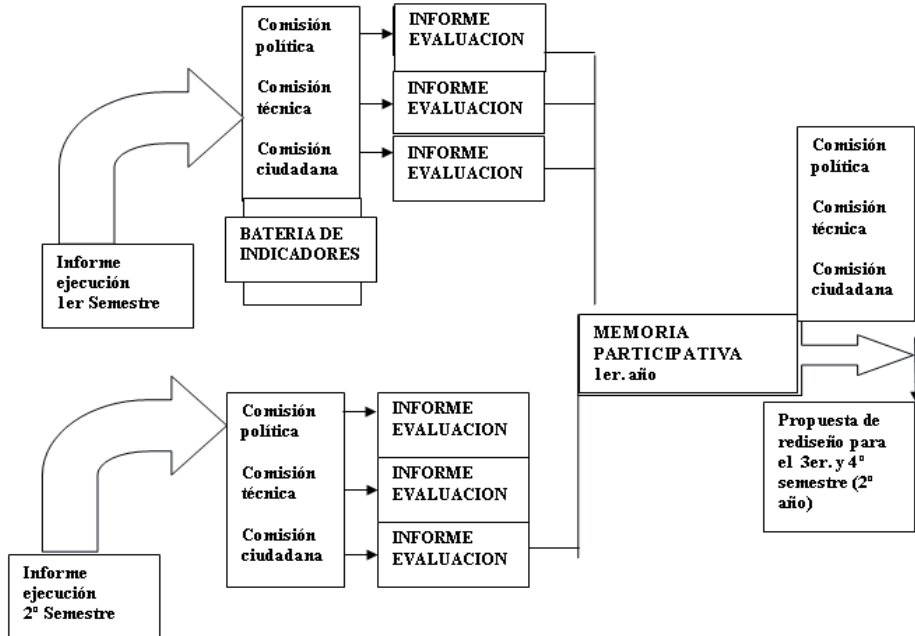 Comisión
política
Comisión
técnica
Comisión
ciudadana
INFORME
EVALUACION
INFORME
EVALUACION
INFORME
EVALUACION
BATERIA DE
INDICADORES
Informe
ejecución
1er Semestre
Comisión
política
Comisión
técnica
Comisión
ciudadana
MEMORIA
PARTICIPATIVA
1er. año
Propuesta de
rediseño para
el 3er. y 4º
semestre (2º
año)
Comisión
política
Comisión
técnica
Comisión
ciudadana
INFORME
EVALUACION
INFORME
EVALUACION
INFORME
EVALUACION
Informe
ejecución
2º Semestre